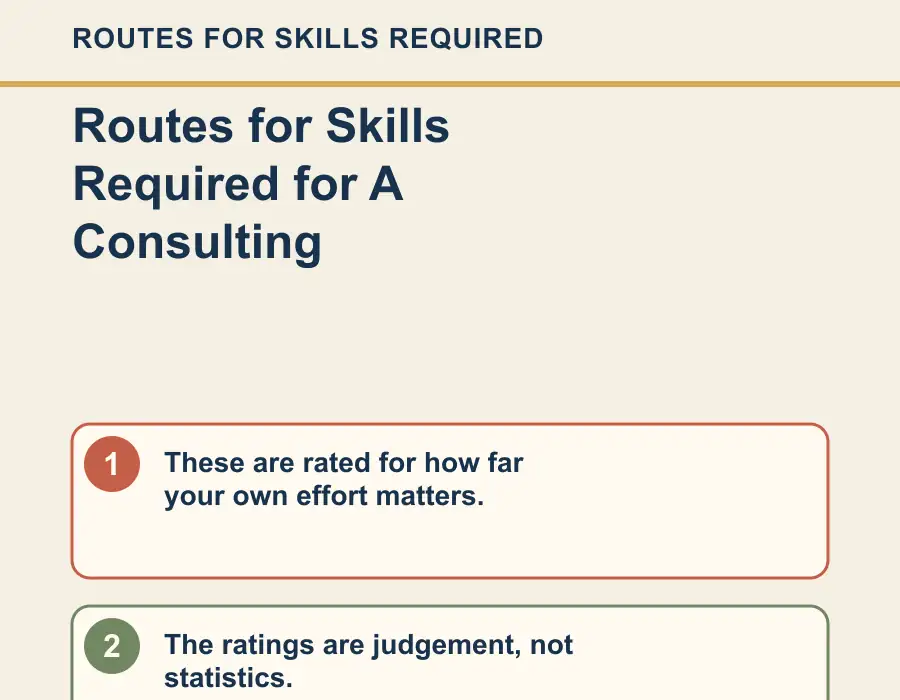 ROUTES FOR SKILLS REQUIRED
Routes for Skills
Required for A
Consulting
1
These are rated for how far
your own effort matters.
2
The ratings are judgement, not
statistics.